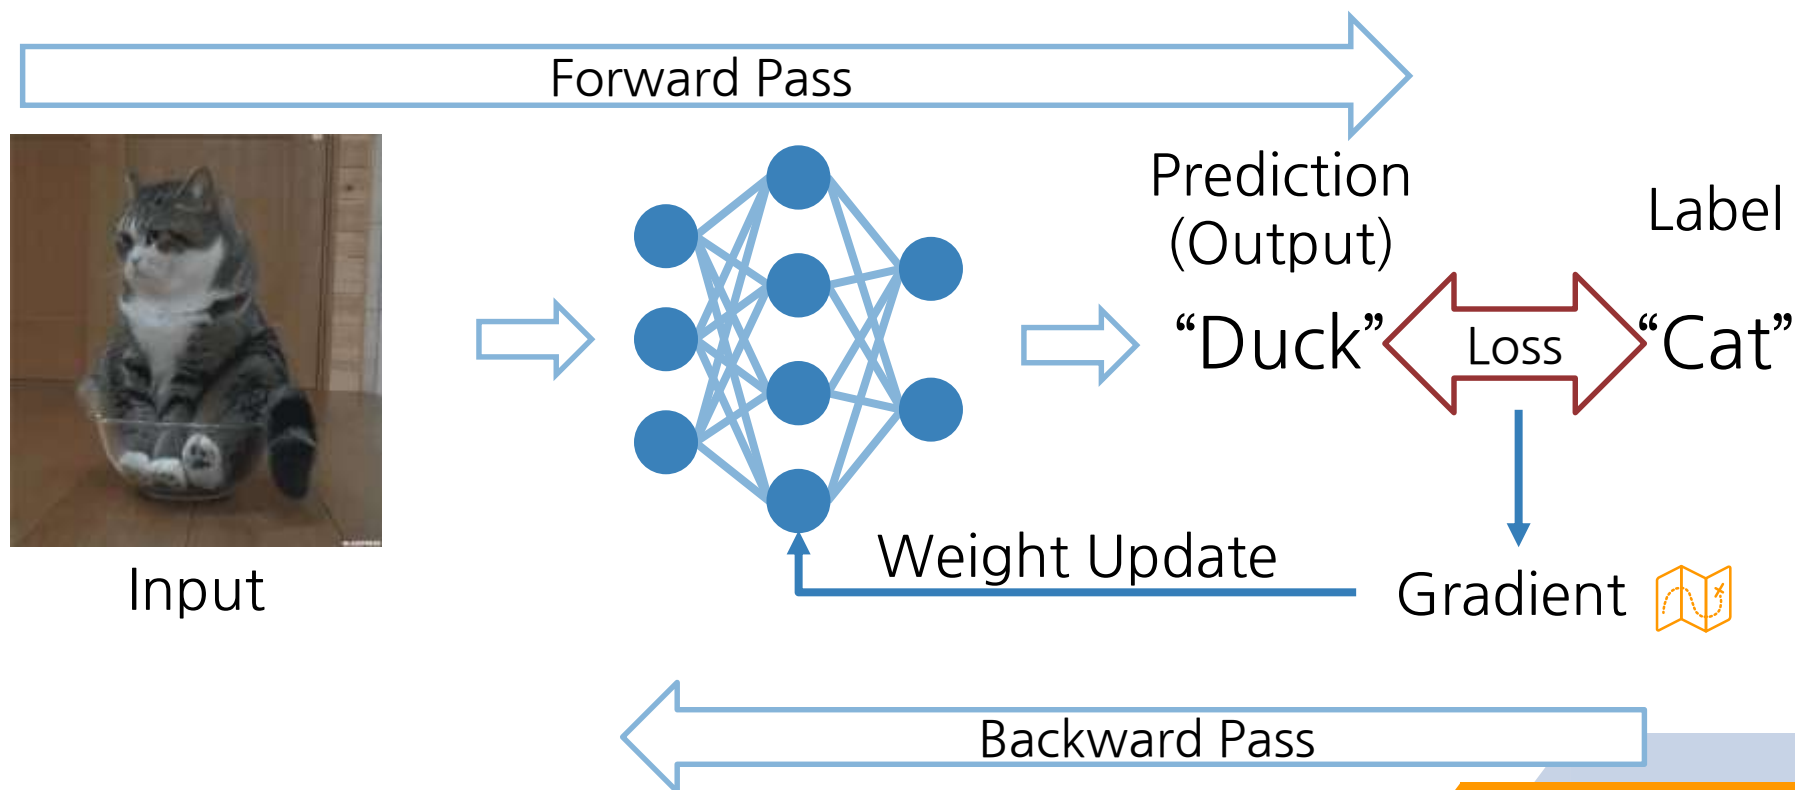 Forward Pass
Prediction
(Output)
Label
“Duck”
Loss
“Cat”
Weight Update
Input
Gradient
Backward Pass